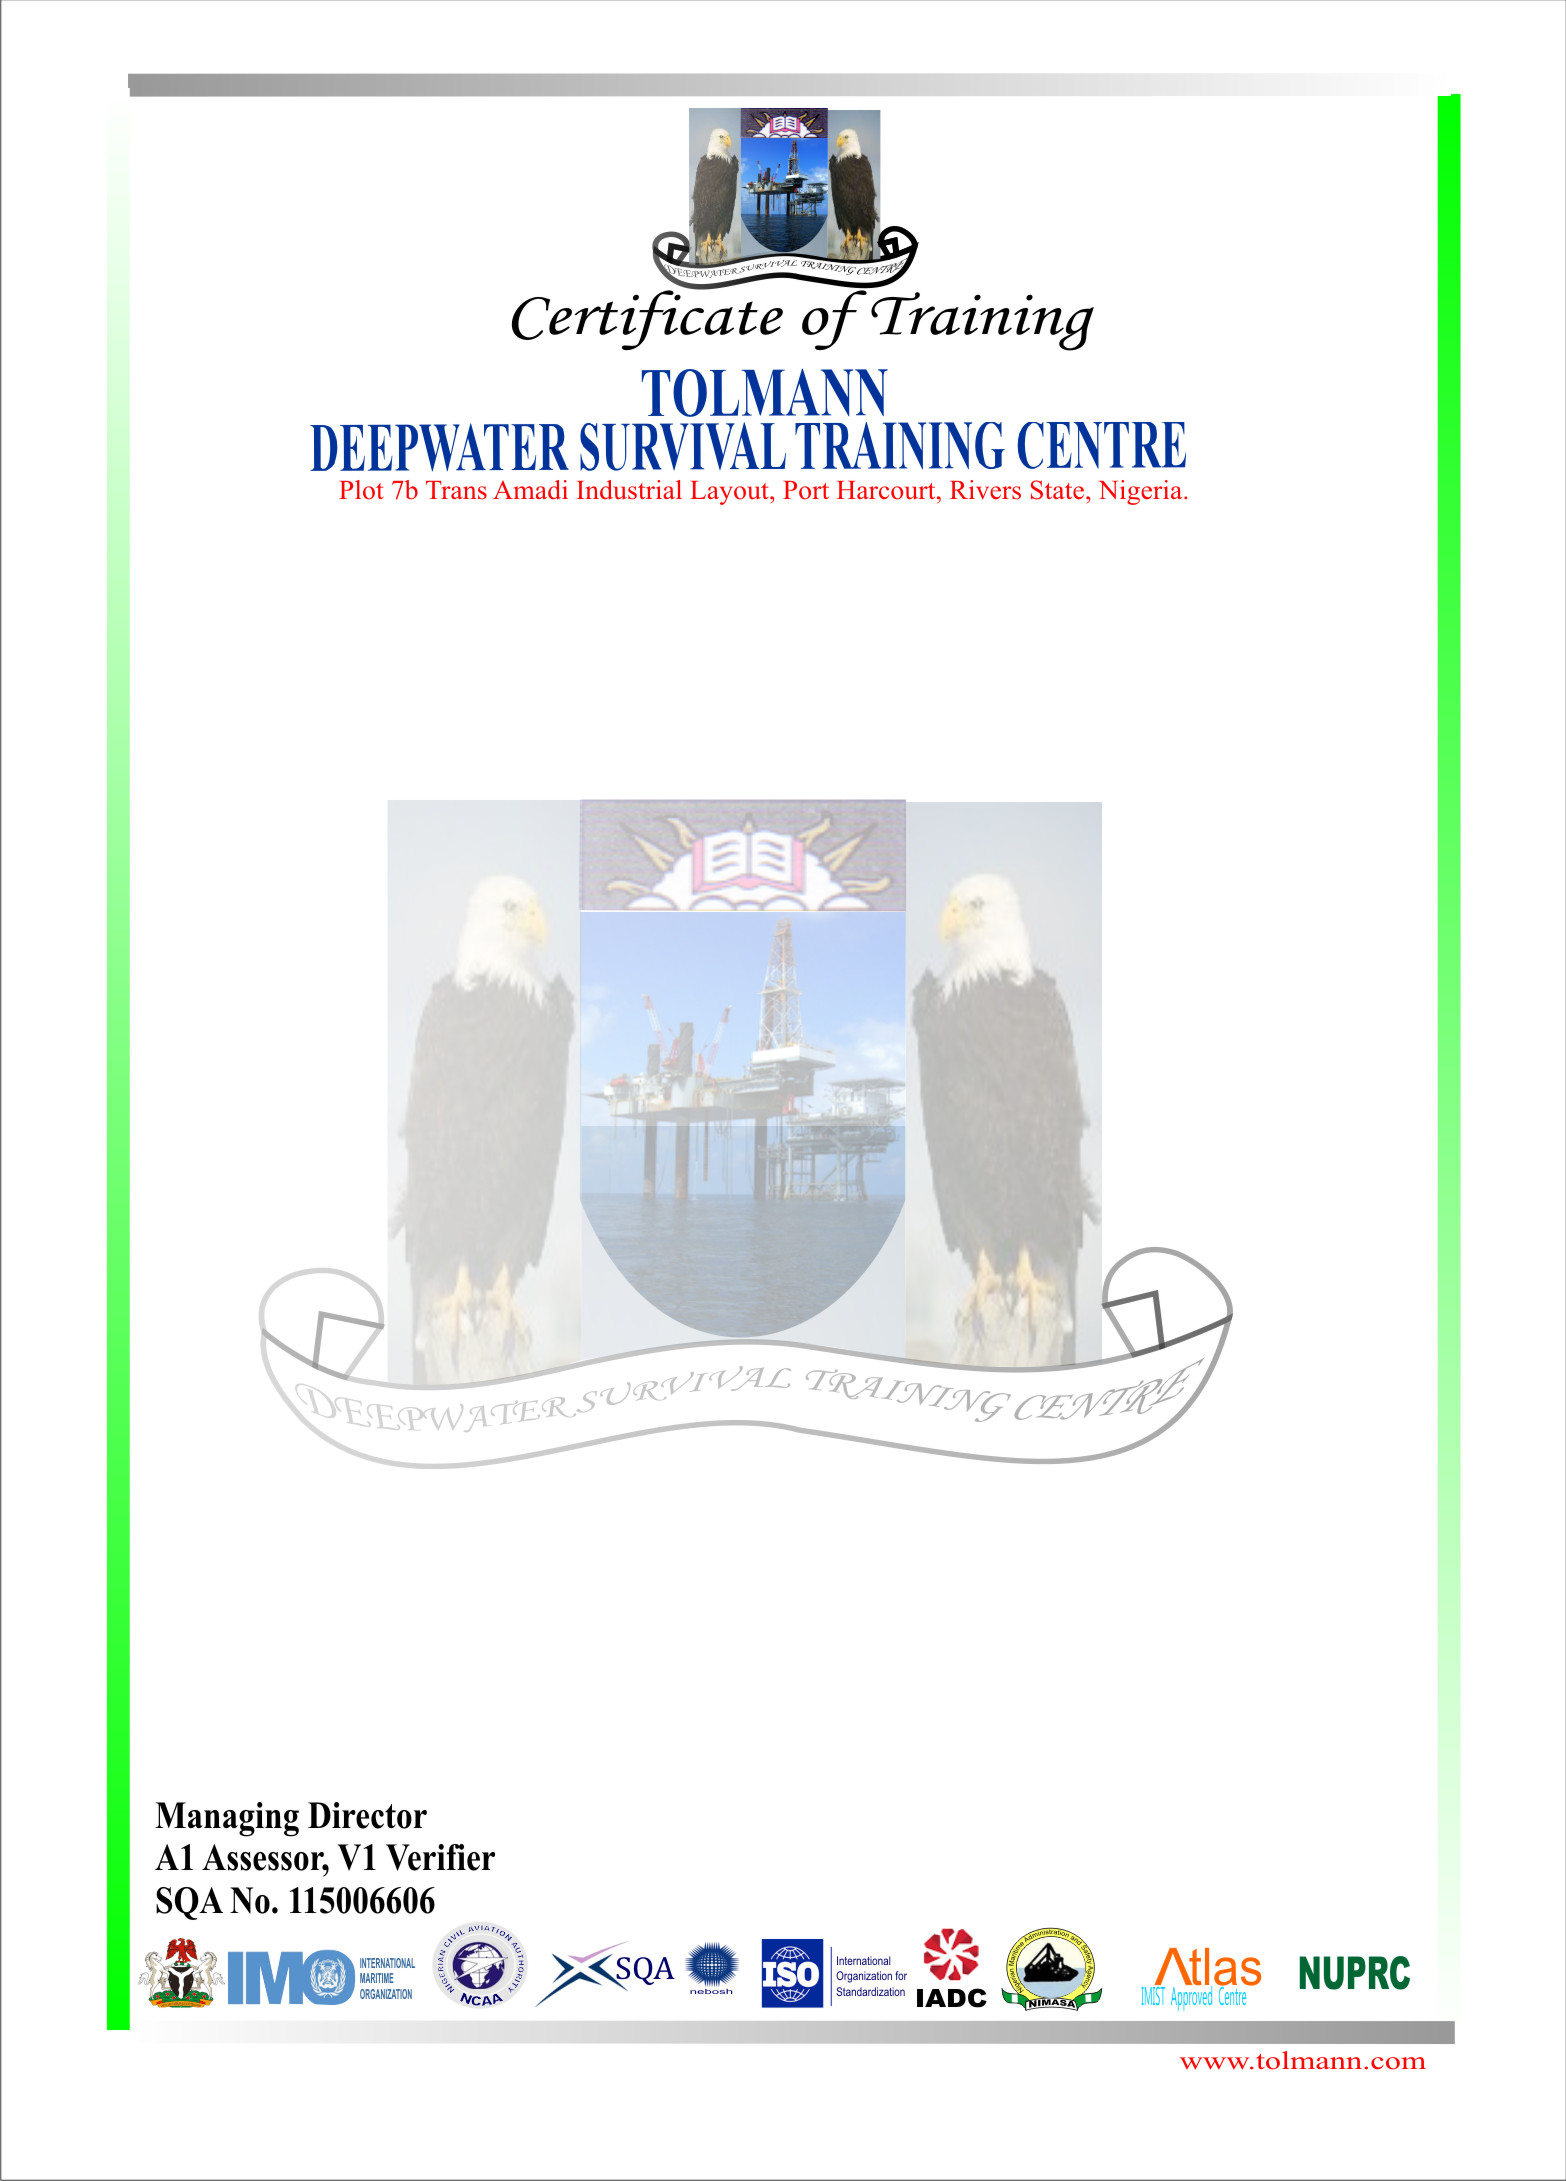 DEEPWATER SURVIVAL TRAINING CENTRE
Certificate of Training
TOLMANN
DEEPWATER SURVIVAL TRAINING CENTRE
Plot 7b Trans Amadi Industrial Layout, Port Harcourt, Rivers State, Nigeria.
DEEPWATER SURVIVAL TRAINING CENTRE
Managing Director
A1 Assessor, V1 Verifier
SQA No. 115006606
IMO
INTERNATIONAL
MARITIME
ORGANIZATION
NIGERIAN CIVIL AVIATION AUTHORITY
NCAA
SQA
nebosh
ISO
International
Organization for
Standardization
IADC
Nigerian Maritime Administration and Safety Agency
NIMASA
Atlas
IMIST Approved Centre
NUPRC
www.tolmann.com